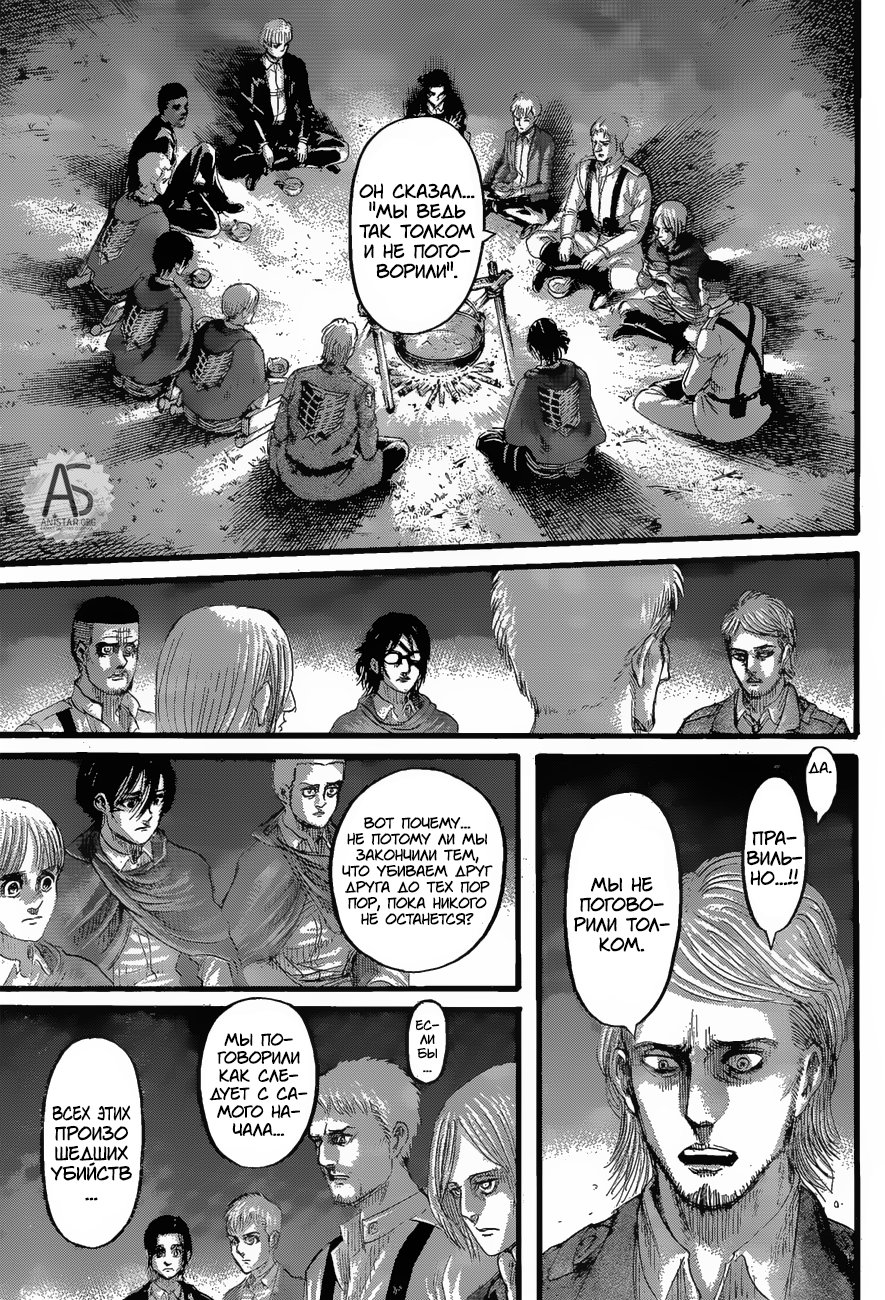 ОН СКАЗАЛ...
"МЫ ВЕДЬ
ТАК ТОЛКОМ
И НЕ ПОГО-
ВОРИЛИ".
AS
ANISTAR.ORG
ДА.
ПРА-
ВИЛЬ-
НО...!!
МЫ НЕ
ПОГОВО-
РИЛИ ТОЛ-
КОМ.
ВОТ ПОЧЕМУ...
НЕ ПОТОМУ ЛИ МЫ
ЗАКОНЧИЛИ ТЕМ,
ЧТО УБИВАЕМ ДРУГ
ДРУГА ДО ТЕХ ПОР
ПОР, ПОКА НИКОГО
НЕ ОСТАНЕТСЯ?
ЕС-
ЛИ БЫ
...
МЫ ПО-
ГОВОРИЛИ
КАК СЛЕ-
ДУЕТ С СА-
МОГО НА-
ЧАЛА...
ВСЕХ ЭТИХ
ПРОИЗО
ШЕДШИХ
УБИЙСТВ
...